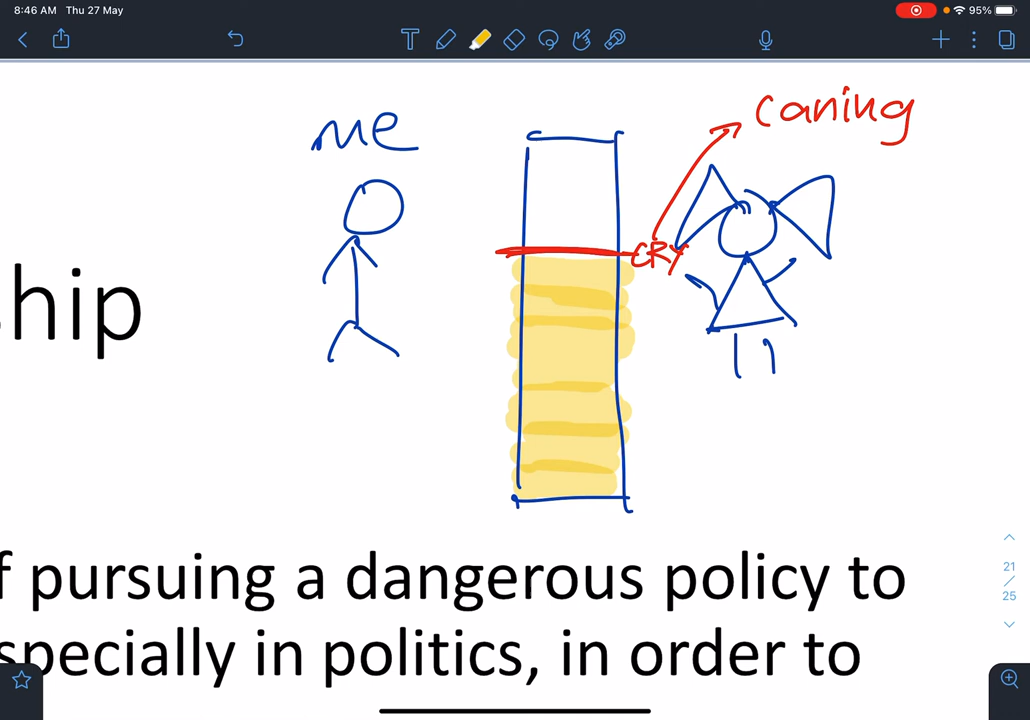 8:46 AM Thu 27 May
95%
T
me
caning
CRY
ship
f pursuing a dangerous policy to
specially in politics, in order to
21
/
25